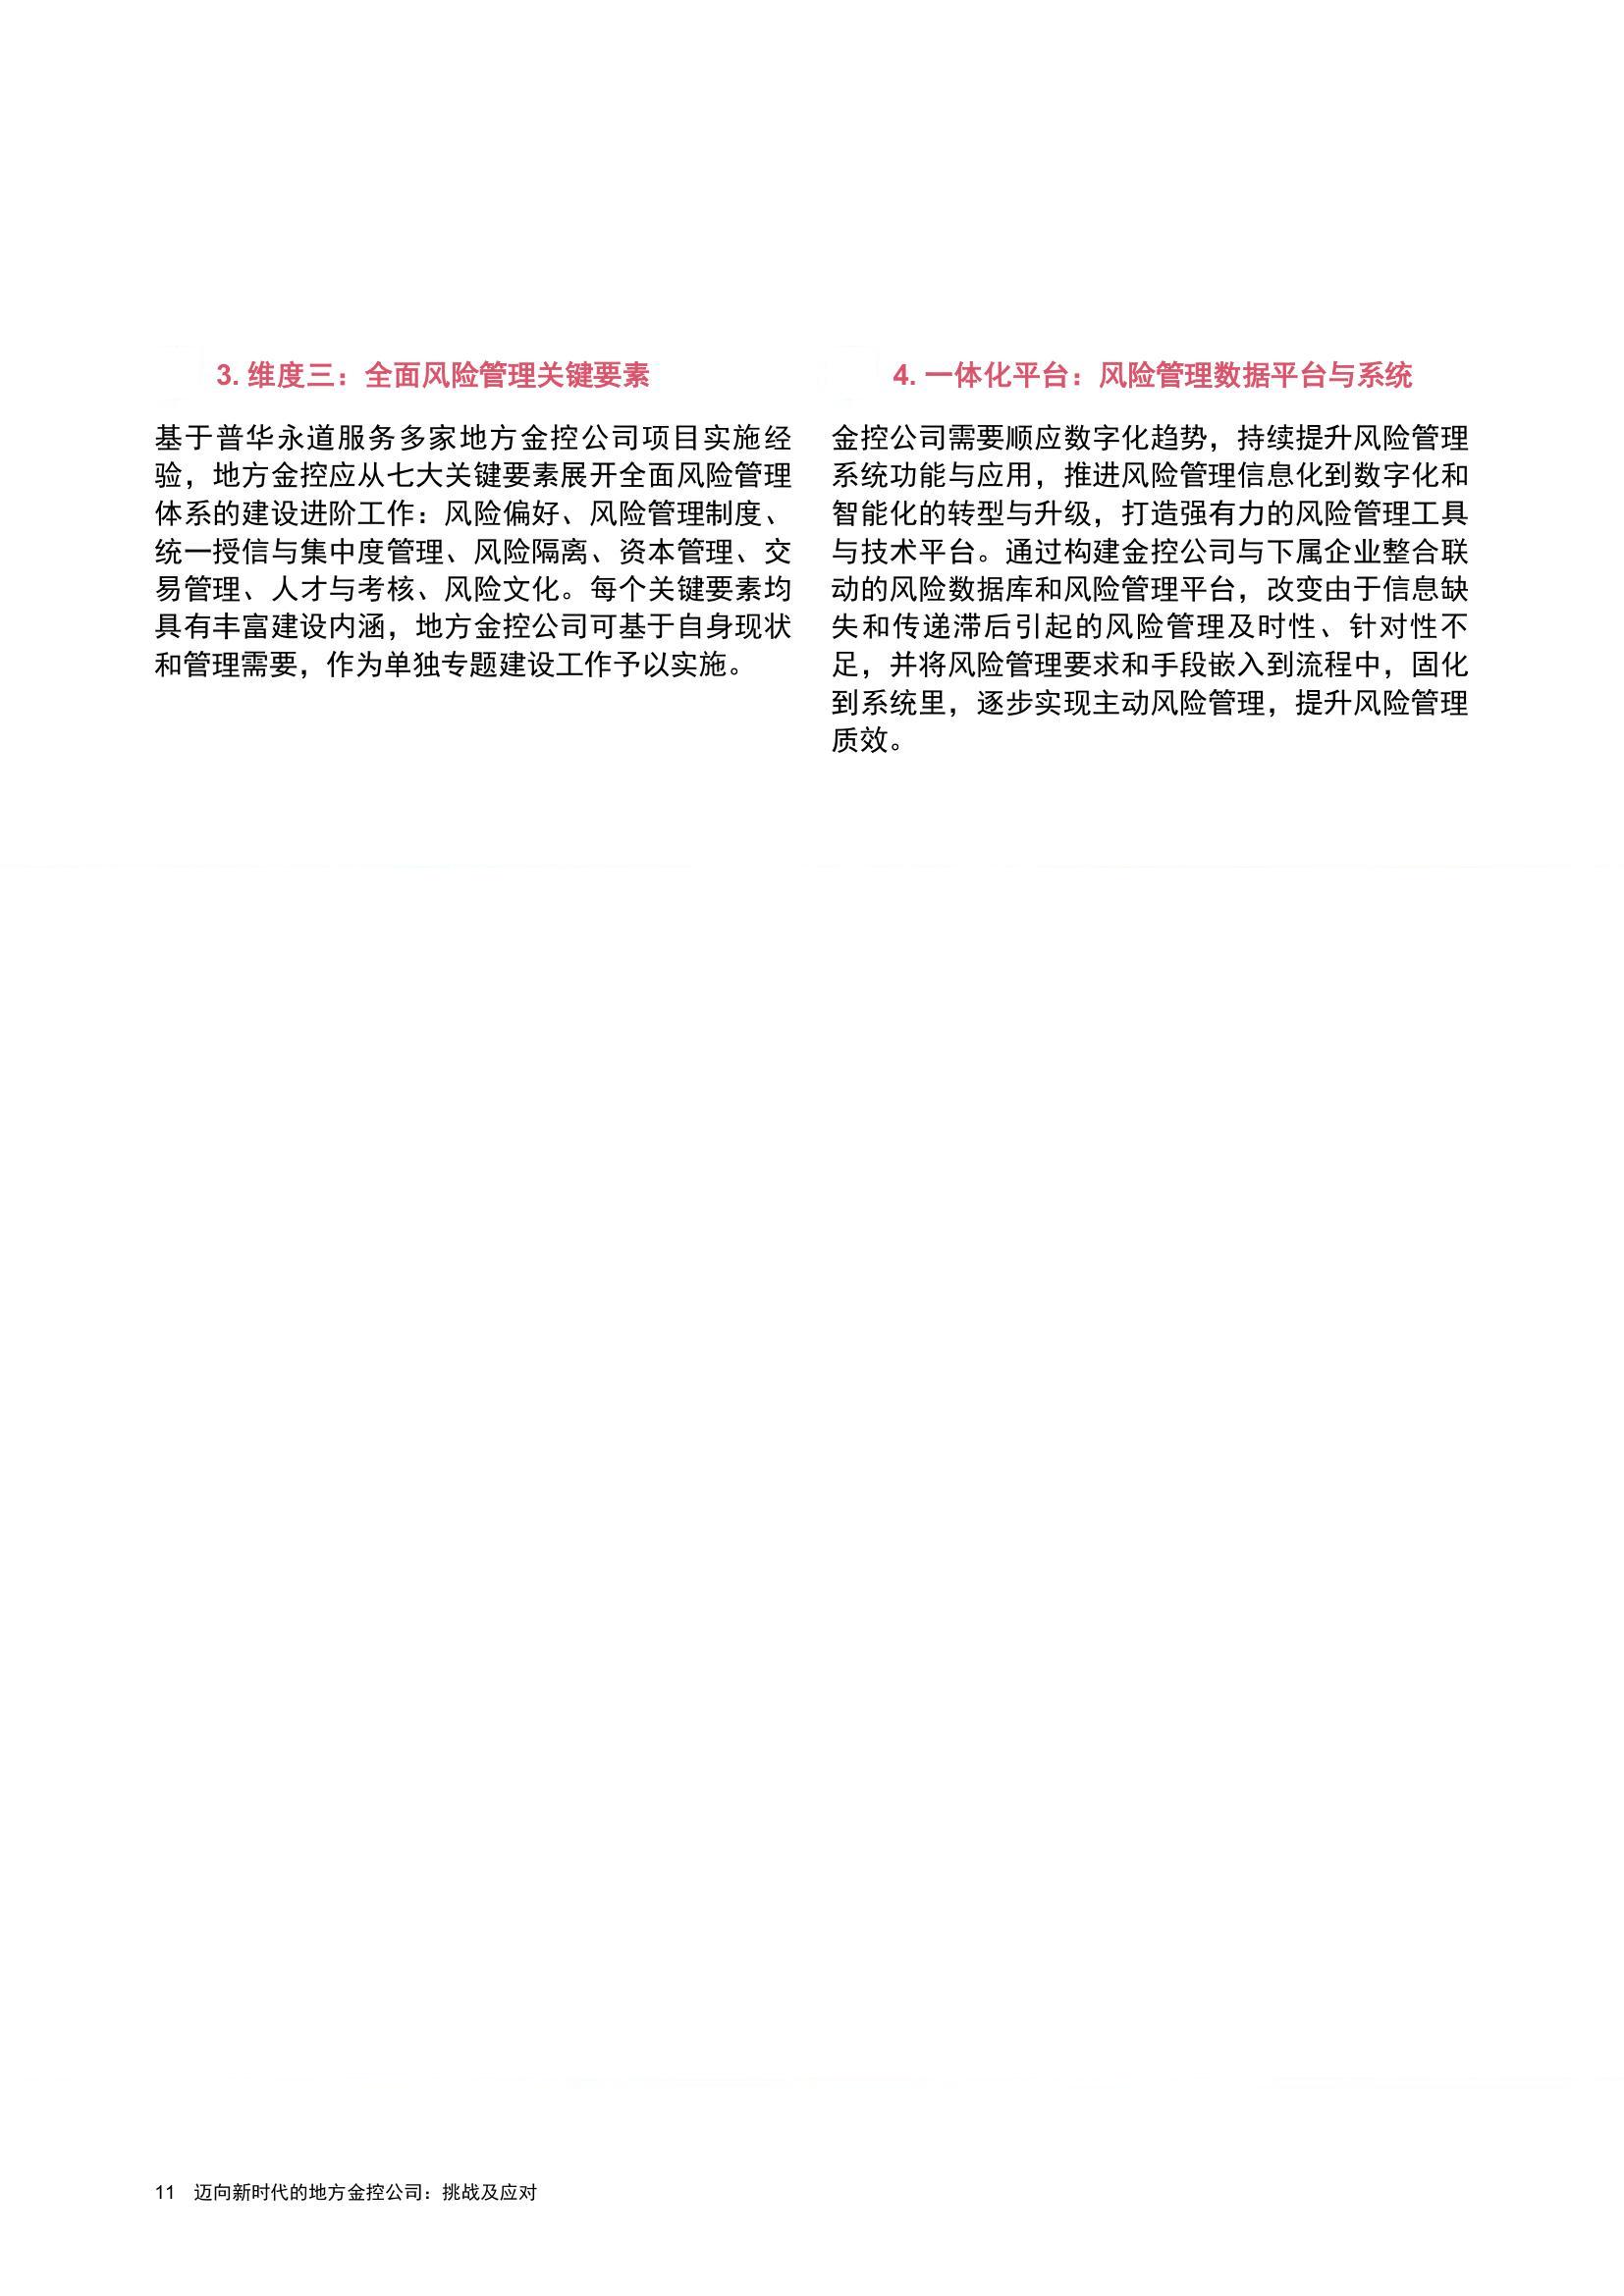 3. 维度三：全面风险管理关键要素
基于普华永道服务多家地方金控公司项目实施经
验，地方金控应从七大关键要素展开全面风险管理
体系的建设进阶工作：风险偏好、风险管理制度、
统一授信与集中度管理、风险隔离、资本管理、交
易管理、人才与考核、风险文化。每个关键要素均
具有丰富建设内涵，地方金控公司可基于自身现状
和管理需要，作为单独专题建设工作予以实施。
4. 一体化平台：风险管理数据平台与系统
金控公司需要顺应数字化趋势，持续提升风险管理
系统功能与应用，推进风险管理信息化到数字化和
智能化的转型与升级，打造强有力的风险管理工具
与技术平台。通过构建金控公司与下属企业整合联
动的风险数据库和风险管理平台，改变由于信息缺
失和传递滞后引起的风险管理及时性、针对性不
足，并将风险管理要求和手段嵌入到流程中，固化
到系统里，逐步实现主动风险管理，提升风险管理
质效。
11 迈向新时代的地方金控公司：挑战及应对